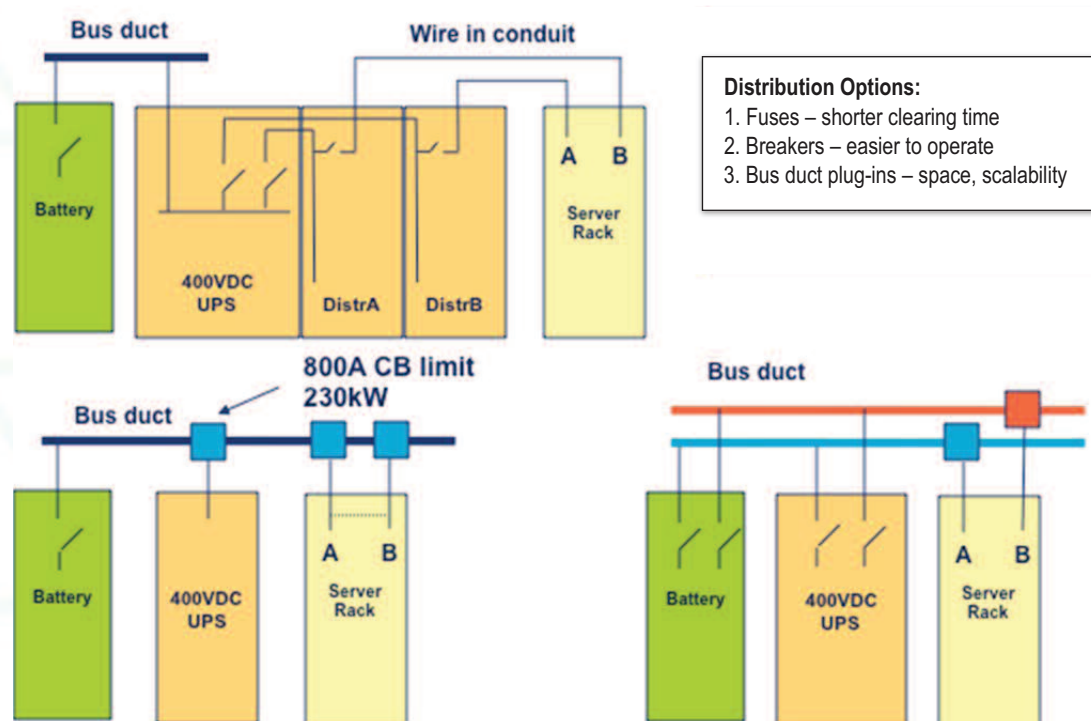 Bus duct
Wire in conduit
Distribution Options:
1. Fuses – shorter clearing time
2. Breakers – easier to operate
3. Bus duct plug-ins – space, scalability
Battery
400VDC
UPS
DistrA
DistrB
A B
Server
Rack
800A CB limit
230kW
Bus duct
Battery
400VDC
UPS
A B
Server
Rack
Bus duct
Battery
400VDC
UPS
A B
Server
Rack